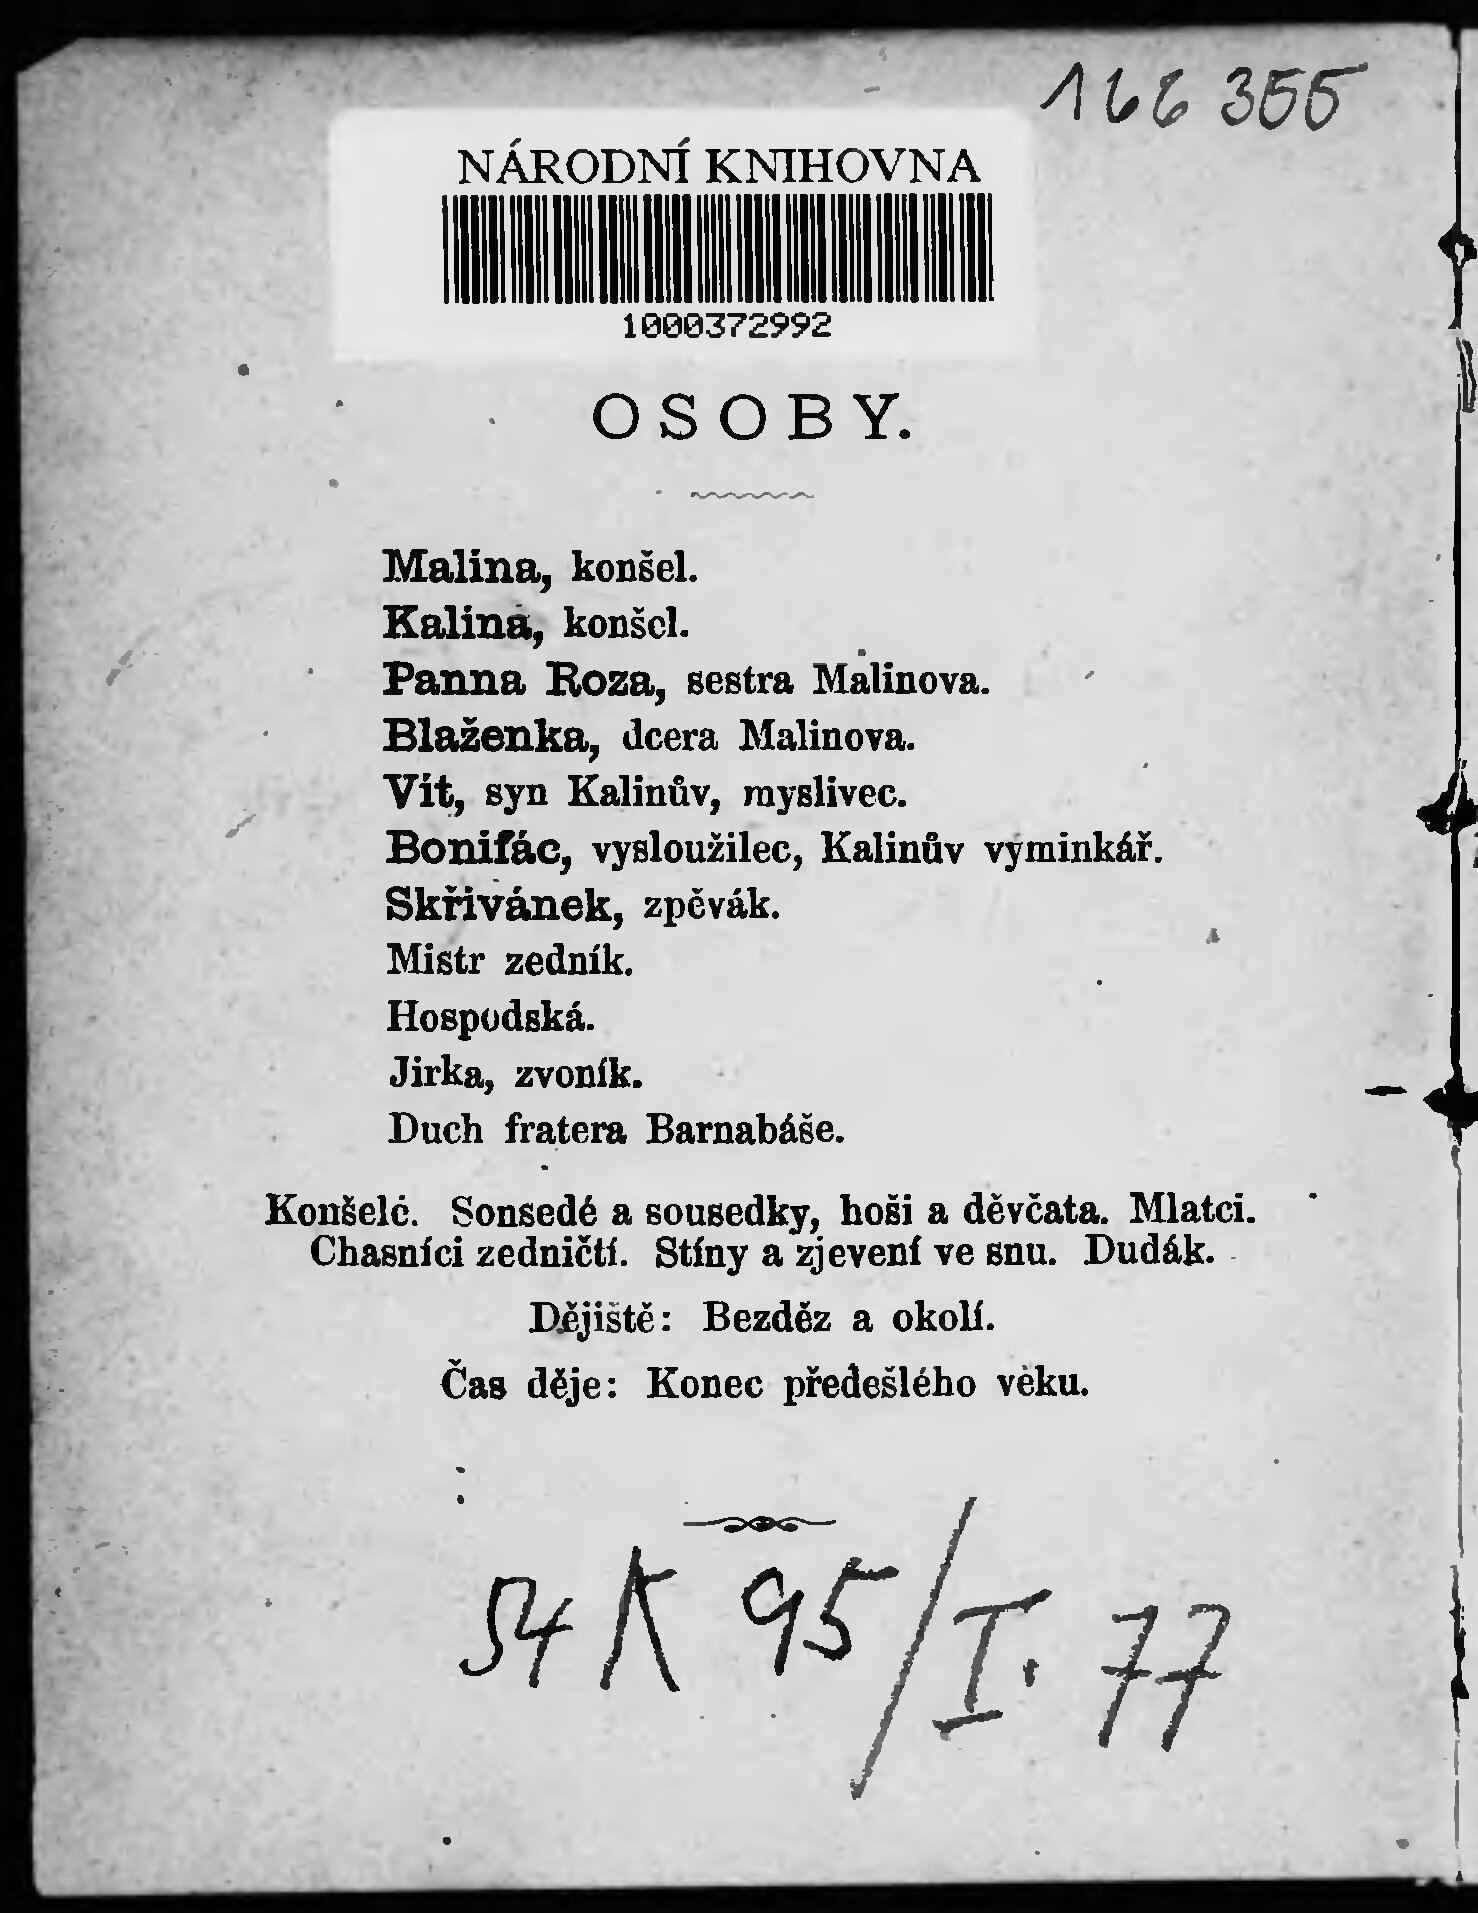 166 355
NÁRODNÍ KNIHOVNA
1000372992
OSOBY.
Malina, konšel.
Kalina, konšel.
Panna Roza, sestra Malinova.
Blaženka, dcera Malinova.
Vít, syn Kalinův, myslivec.
Bonifác, vysloužilec, Kalinův výminkář.
Skřivánek, zpěvák.
Mistr zedník.
Hospodská.
Jirka, zvoník.
Duch fratera Barnabáše.
Konšelé. Sousedé a sousedky, hoši a děvčata. Mlatci.
Chasníci zedničtí. Stíny a zjevení ve snu. Dudák.
Dějiště: Bezděz a okolí.
Čas děje: Konec předešlého věku.
54 K 95/I. 77